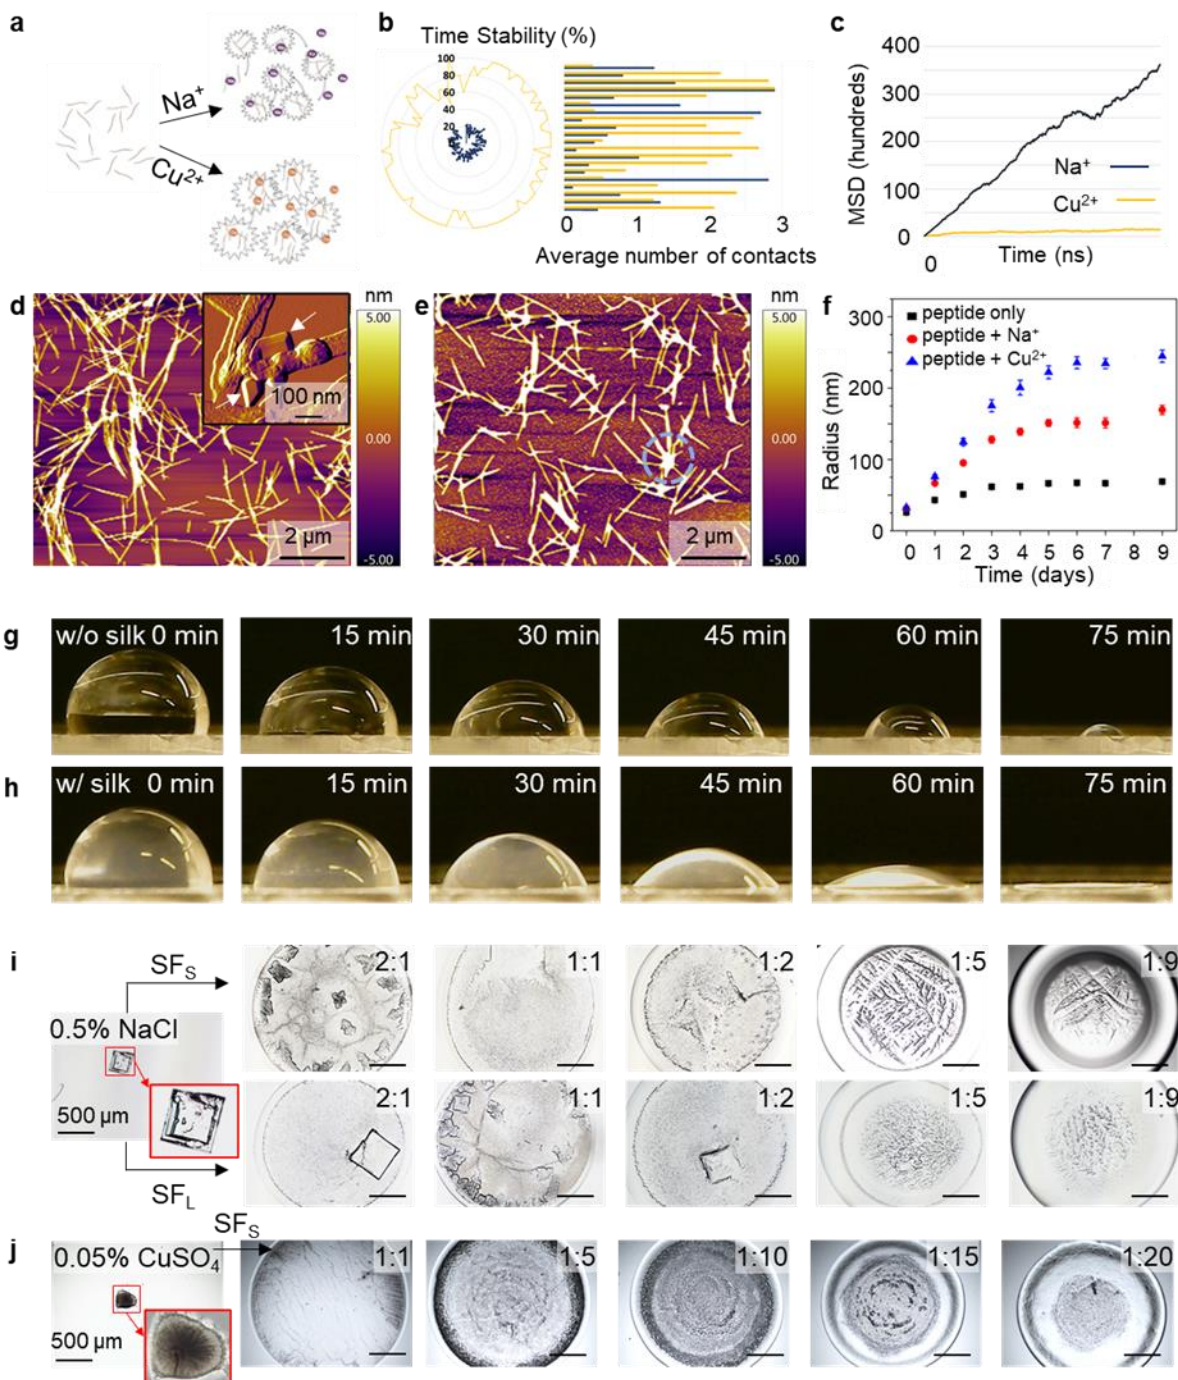 a
Na⁺
Cu²⁺
b
Time Stability (%)
100
80
60
40
20
0
0
1
2
3
Average number of contacts
c
400
300
200
100
0
MSD (hundreds)
Na⁺
Cu²⁺
0
Time (ns)
d
100 nm
2 μm
nm
5.00
0.00
-5.00
e
2 μm
nm
5.00
0.00
-5.00
f
peptide only
peptide + Na⁺
peptide + Cu²⁺
300
200
100
0
Radius (nm)
0 1 2 3 4 5 6 7 8 9
Time (days)
g
w/o silk 0 min
15 min
30 min
45 min
60 min
75 min
h
w/ silk 0 min
15 min
30 min
45 min
60 min
75 min
i
SF_S
0.5% NaCl
500 μm
SF_L
2:1
1:1
1:2
1:5
1:9
2:1
1:1
1:2
1:5
1:9
j
SF_S
0.05% CuSO₄
500 μm
1:1
1:5
1:10
1:15
1:20